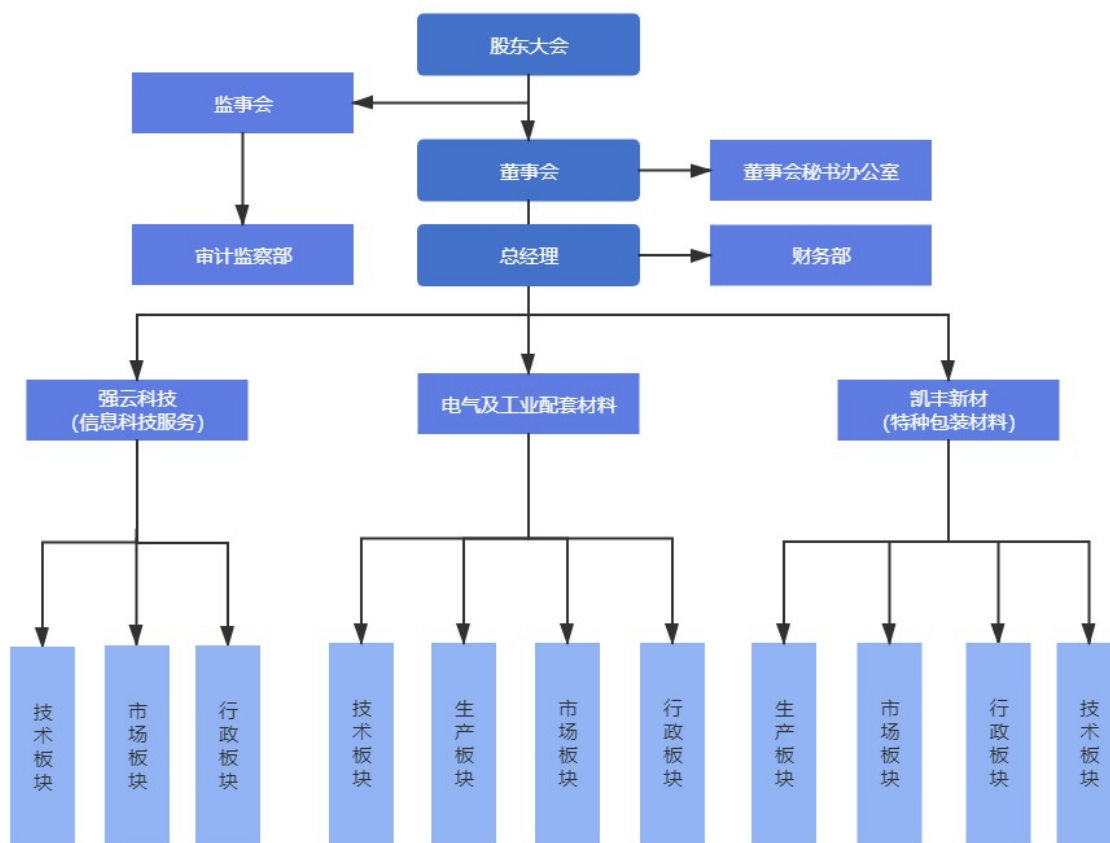 股东大会
监事会
董事会
董事会秘书办公室
审计监察部
总经理
财务部
强云科技
(信息科技服务)
电气及工业配套材料
凯丰新材
(特种包装材料)
技术板块
市场板块
行政板块
技术板块
生产板块
市场板块
行政板块
生产板块
市场板块
行政板块
技术板块